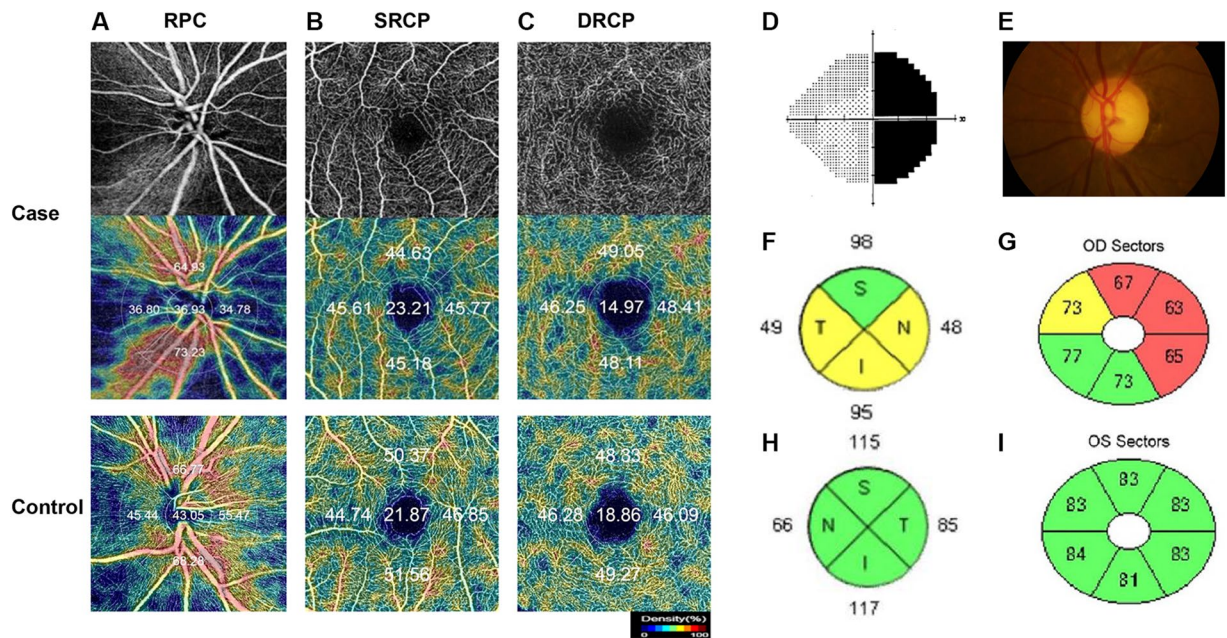 A RPC B SRCP C DRCP D E
Case
64.93
36.80 36.93 34.78
73.23
44.63
45.61 23.21 45.77
45.18
49.05
46.25 14.97 48.41
48.11
30
F
98
S
49 T N 48
I
95
G OD Sectors
67
73 63
77 65
73
Control
66.77
45.44 43.05 55.47
68.28
50.37
44.74 21.87 46.85
51.56
48.33
46.28 18.86 46.09
49.27
Density(%)
0 100
H
115
S
66 N T 85
I
117
I OS Sectors
83
83 83
84 83
81